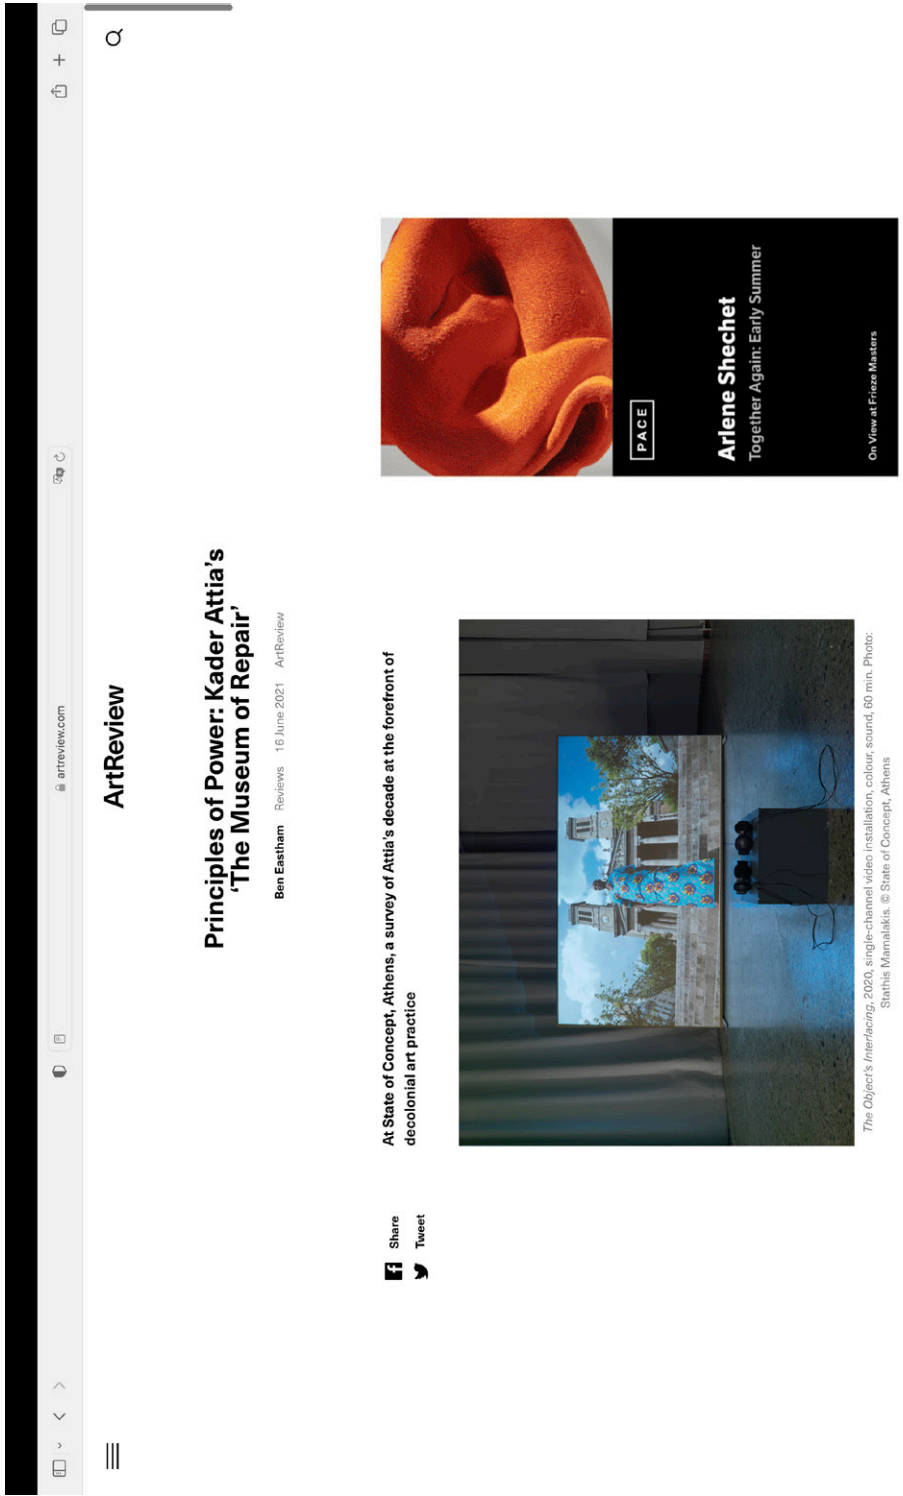 artreview.com
ArtReview
Principles of Power: Kader Attia's
'The Museum of Repair'
Ben Eastham Reviews 16 June 2021 ArtReview
Share
Tweet
At State of Concept, Athens, a survey of Attia's decade at the forefront of
decolonial art practice
The Object's Interlacing, 2020, single-channel video installation, colour, sound, 60 min. Photo:
Stathis Mamalakis. © State of Concept, Athens
PACE
Arlene Shechet
Together Again: Early Summer
On View at Frieze Masters